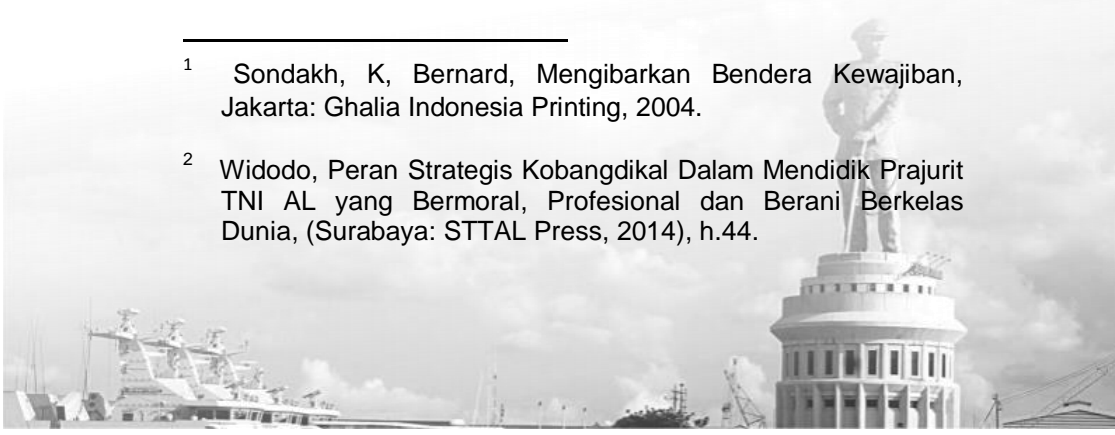 1 Sondakh, K, Bernard, Mengibarkan Bendera Kewajiban,
Jakarta: Ghalia Indonesia Printing, 2004.
2 Widodo, Peran Strategis Kobangdikal Dalam Mendidik Prajurit
TNI AL yang Bermoral, Profesional dan Berani Berkelas
Dunia, (Surabaya: STTAL Press, 2014), h.44.